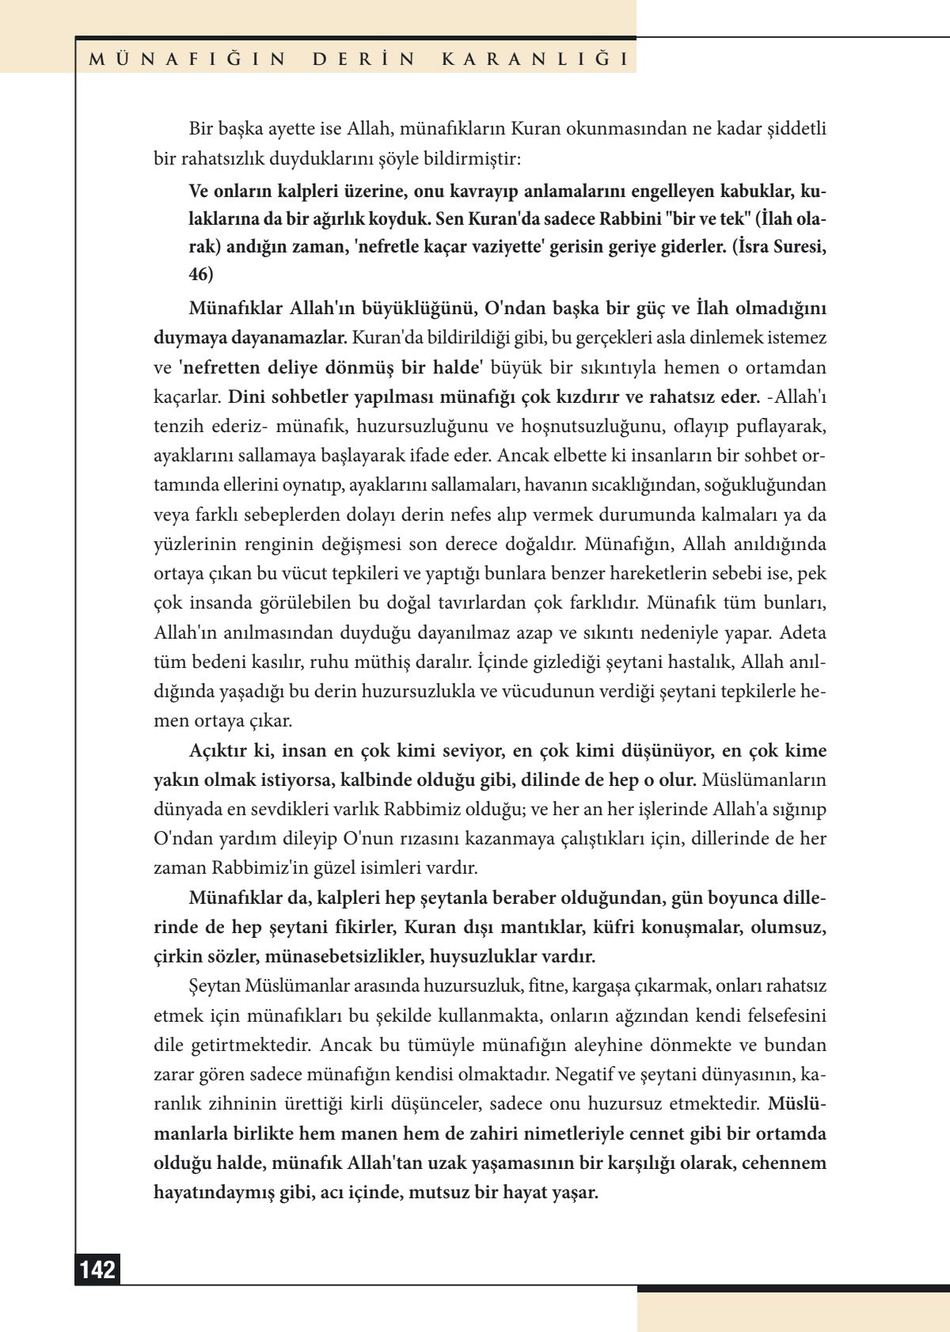 MÜNAFIĞIN DERİN KARANLIĞI
Bir başka ayette ise Allah, münafıkların Kuran okunmasından ne kadar şiddetli
bir rahatsızlık duyduklarını şöyle bildirmiştir:
Ve onların kalpleri üzerine, onu kavrayıp anlamalarını engelleyen kabuklar, ku-
laklarına da bir ağırlık koyduk. Sen Kuran'da sadece Rabbini "bir ve tek" (İlah ola-
rak) andığın zaman, 'nefretle kaçar vaziyette' gerisin geriye giderler. (İsra Suresi,
46)
Münafıklar Allah'ın büyüklüğünü, O'ndan başka bir güç ve İlah olmadığını
duymaya dayanamazlar. Kuran'da bildirildiği gibi, bu gerçekleri asla dinlemek istemez
ve 'nefretten deliye dönmüş bir halde' büyük bir sıkıntıyla hemen o ortamdan
kaçarlar. Dini sohbetler yapılması münafığı çok kızdırır ve rahatsız eder. -Allah'ı
tenzih ederiz- münafık, huzursuzluğunu ve hoşnutsuzluğunu, oflayıp puflayarak,
ayaklarını sallamaya başlayarak ifade eder. Ancak elbette ki insanların bir sohbet or-
tamında ellerini oynatıp, ayaklarını sallamaları, havanın sıcaklığından, soğukluğundan
veya farklı sebeplerden dolayı derin nefes alıp vermek durumunda kalmaları ya da
yüzlerinin renginin değişmesi son derece doğaldır. Münafığın, Allah anıldığında
ortaya çıkan bu vücut tepkileri ve yaptığı bunlara benzer hareketlerin sebebi ise, pek
çok insanda görülebilen bu doğal tavırlardan çok farklıdır. Münafık tüm bunları,
Allah'ın anılmasından duyduğu dayanılmaz azap ve sıkıntı nedeniyle yapar. Adeta
tüm bedeni kasılır, ruhu müthiş daralır. İçinde gizlediği şeytani hastalık, Allah anıl-
dığında yaşadığı bu derin huzursuzlukla ve vücudunun verdiği şeytani tepkilerle he-
men ortaya çıkar.
Açıktır ki, insan en çok kimi seviyor, en çok kimi düşünüyor, en çok kime
yakın olmak istiyorsa, kalbinde olduğu gibi, dilinde de hep o olur. Müslümanların
dünyada en sevdikleri varlık Rabbimiz olduğu; ve her an her işlerinde Allah'a sığınıp
O'ndan yardım dileyip O'nun rızasını kazanmaya çalıştıkları için, dillerinde de her
zaman Rabbimiz'in güzel isimleri vardır.
Münafıklar da, kalpleri hep şeytanla beraber olduğundan, gün boyunca dille-
rinde de hep şeytani fikirler, Kuran dışı mantıklar, küfri konuşmalar, olumsuz,
çirkin sözler, münasebetsizlikler, huysuzluklar vardır.
Şeytan Müslümanlar arasında huzursuzluk, fitne, kargaşa çıkarmak, onları rahatsız
etmek için münafıkları bu şekilde kullanmakta, onların ağzından kendi felsefesini
dile getirtmektedir. Ancak bu tümüyle münafığın aleyhine dönmekte ve bundan
zarar gören sadece münafığın kendisi olmaktadır. Negatif ve şeytani dünyasının, ka-
ranlık zihninin ürettiği kirli düşünceler, sadece onu huzursuz etmektedir. Müslü-
manlarla birlikte hem manen hem de zahiri nimetleriyle cennet gibi bir ortamda
olduğu halde, münafık Allah'tan uzak yaşamasının bir karşılığı olarak, cehennem
hayatındaymış gibi, acı içinde, mutsuz bir hayat yaşar.
142